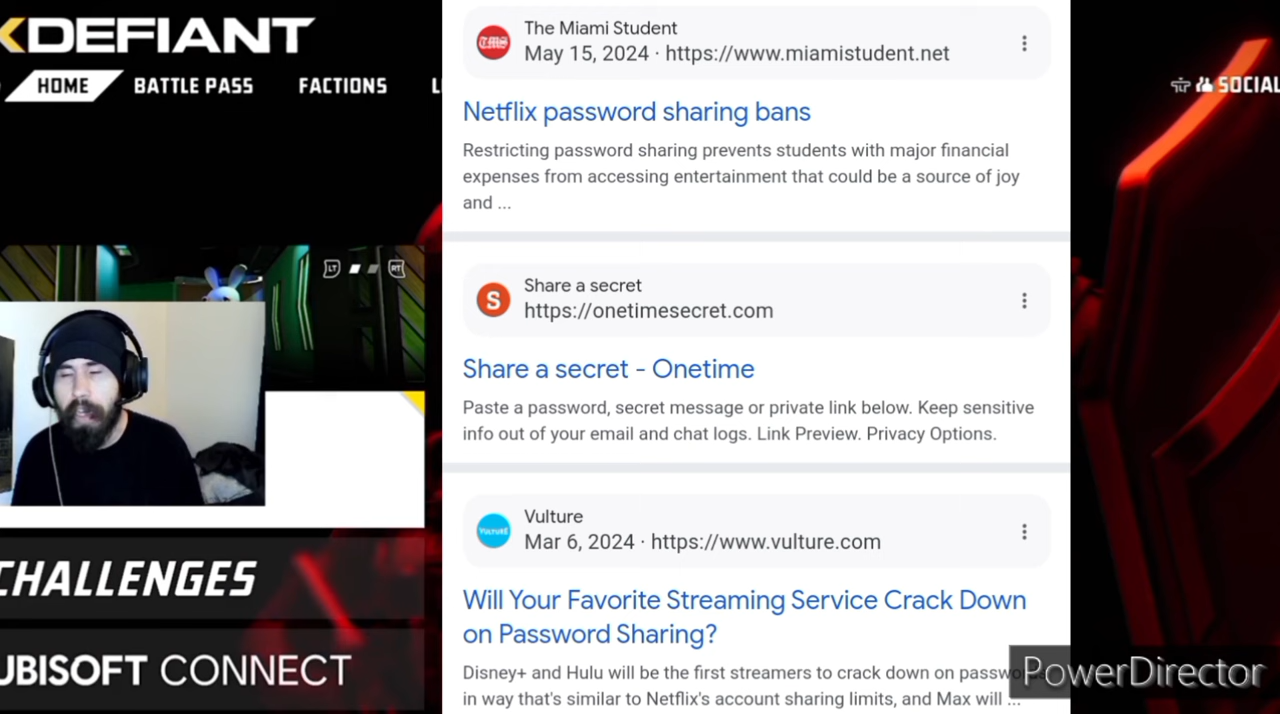 XDEFIANT
HOME BATTLE PASS FACTIONS
SOCIAL
LT RT
CHALLENGES
UBISOFT CONNECT
The Miami Student
May 15, 2024 · https://www.miamistudent.net
Netflix password sharing bans
Restricting password sharing prevents students with major financial
expenses from accessing entertainment that could be a source of joy
and ...
S
Share a secret
https://onetimesecret.com
Share a secret - Onetime
Paste a password, secret message or private link below. Keep sensitive
info out of your email and chat logs. Link Preview. Privacy Options.
VULTURE
Vulture
Mar 6, 2024 · https://www.vulture.com
Will Your Favorite Streaming Service Crack Down
on Password Sharing?
Disney+ and Hulu will be the first streamers to crack down on
in way that's similar to Netflix's account sharing limits, and Max will ...
PowerDirector